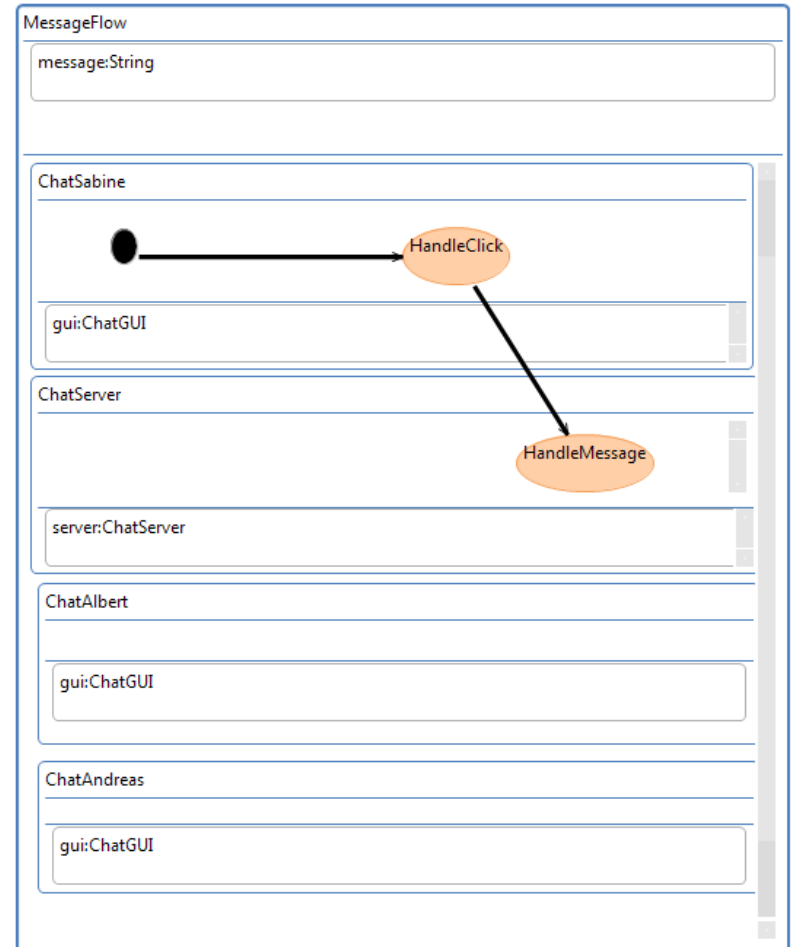 MessageFlow
message:String
ChatSabine
HandleClick
gui:ChatGUI
ChatServer
HandleMessage
server:ChatServer
ChatAlbert
gui:ChatGUI
ChatAndreas
gui:ChatGUI